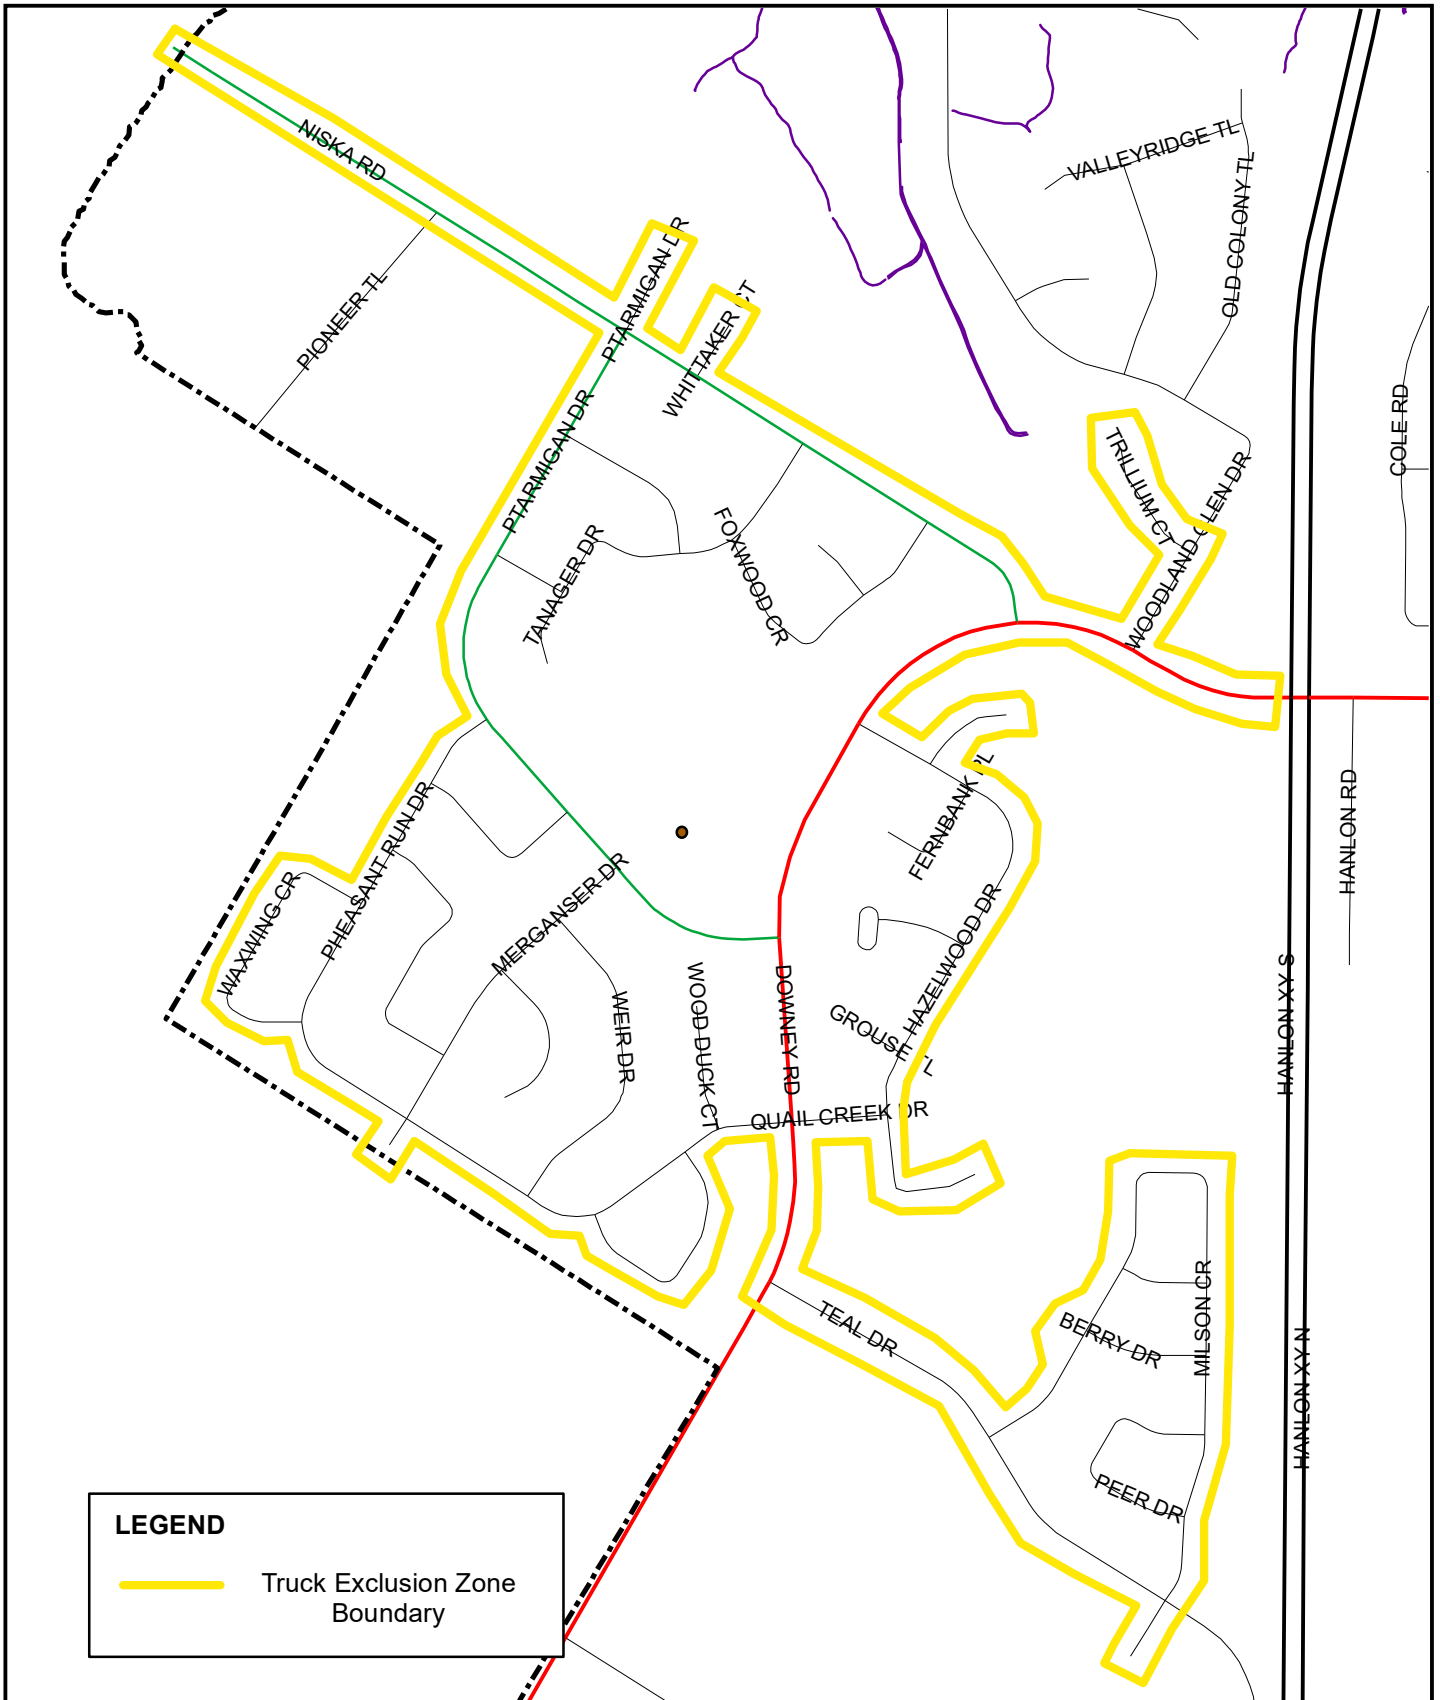 NISKA RD
VALLEYRIDGE TL
OLD COLONY TL
PTARMIGAN DR
WHITTAKER CT
PIONEER TL
PTARMIGAN DR
COLE RD
TRILLIUM CT
WOODLAND GLEN DR
FOXWOOD CR
TANAGER DR
FERNBANK PL
HANLON RD
PHEASANT RUN DR
WAXWING CR
MERGANSER DR
HAZELWOOD DR
WEIR DR
WOOD DUCK CT
DOWNEY RD
GROUSE TL
HANLON XY S
QUAIL CREEK DR
TEAL DR
BERRY DR
MILSON CR
HANLON XY N
PEER DR
LEGEND
Truck Exclusion Zone
Boundary